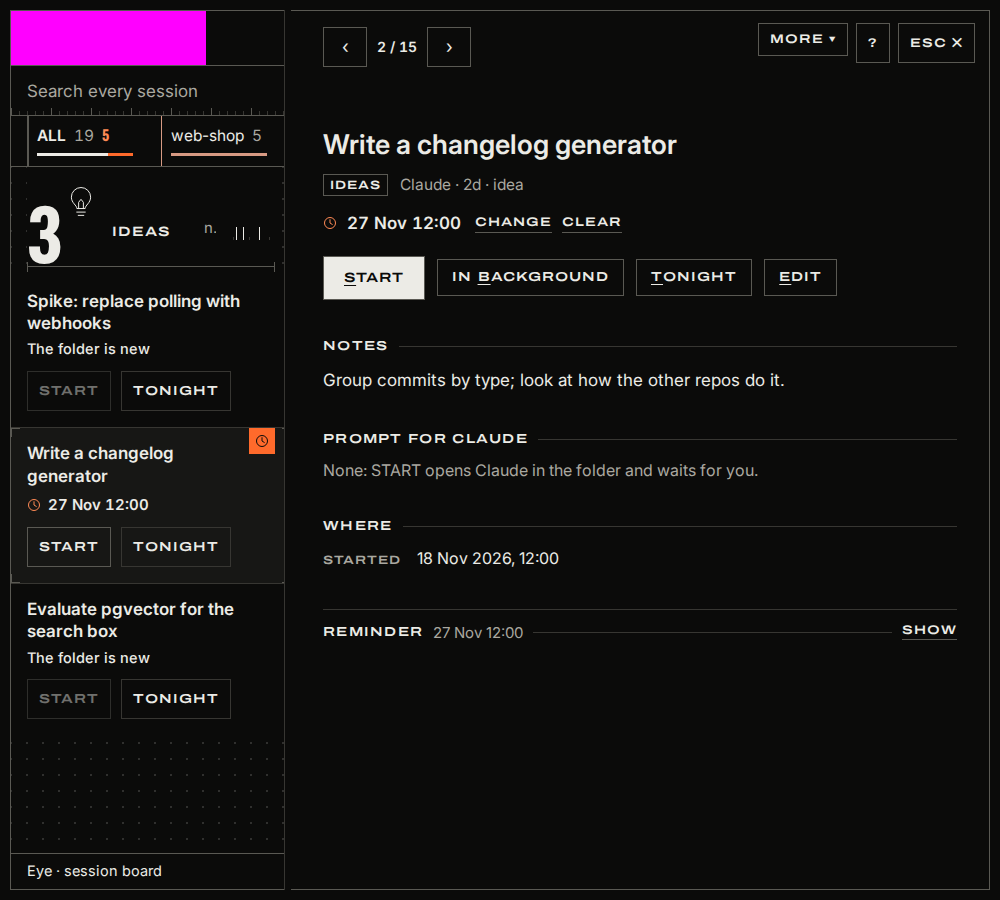 Search every session
ALL 19 5
web-shop 5
3 IDEAS n.
Spike: replace polling with
webhooks
The folder is new
START TONIGHT
Write a changelog
generator
27 Nov 12:00
START TONIGHT
Evaluate pgvector for the
search box
The folder is new
START TONIGHT
Eye · session board
‹ 2 / 15 ›
MORE ▾ ? ESC ✕
Write a changelog generator
IDEAS Claude · 2d · idea
27 Nov 12:00 CHANGE CLEAR
START IN BACKGROUND TONIGHT EDIT
NOTES
Group commits by type; look at how the other repos do it.
PROMPT FOR CLAUDE
None: START opens Claude in the folder and waits for you.
WHERE
STARTED 18 Nov 2026, 12:00
REMINDER 27 Nov 12:00 SHOW